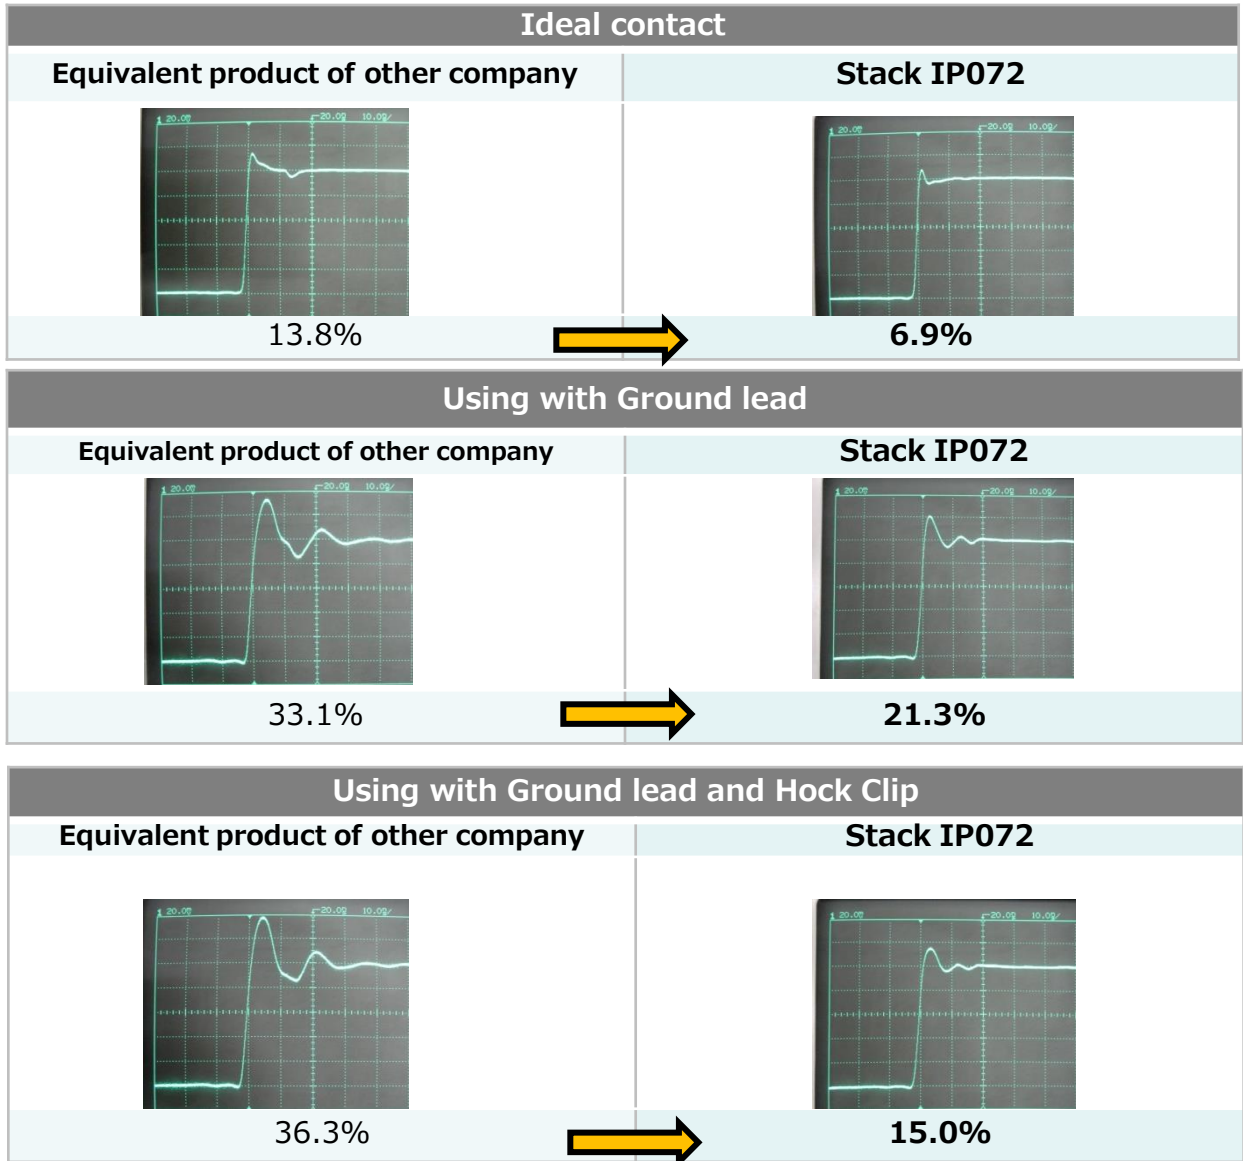 Ideal contact
Equivalent product of other company
Stack IP072
13.8%
6.9%
Using with Ground lead
Equivalent product of other company
Stack IP072
33.1%
21.3%
Using with Ground lead and Hock Clip
Equivalent product of other company
Stack IP072
36.3%
15.0%